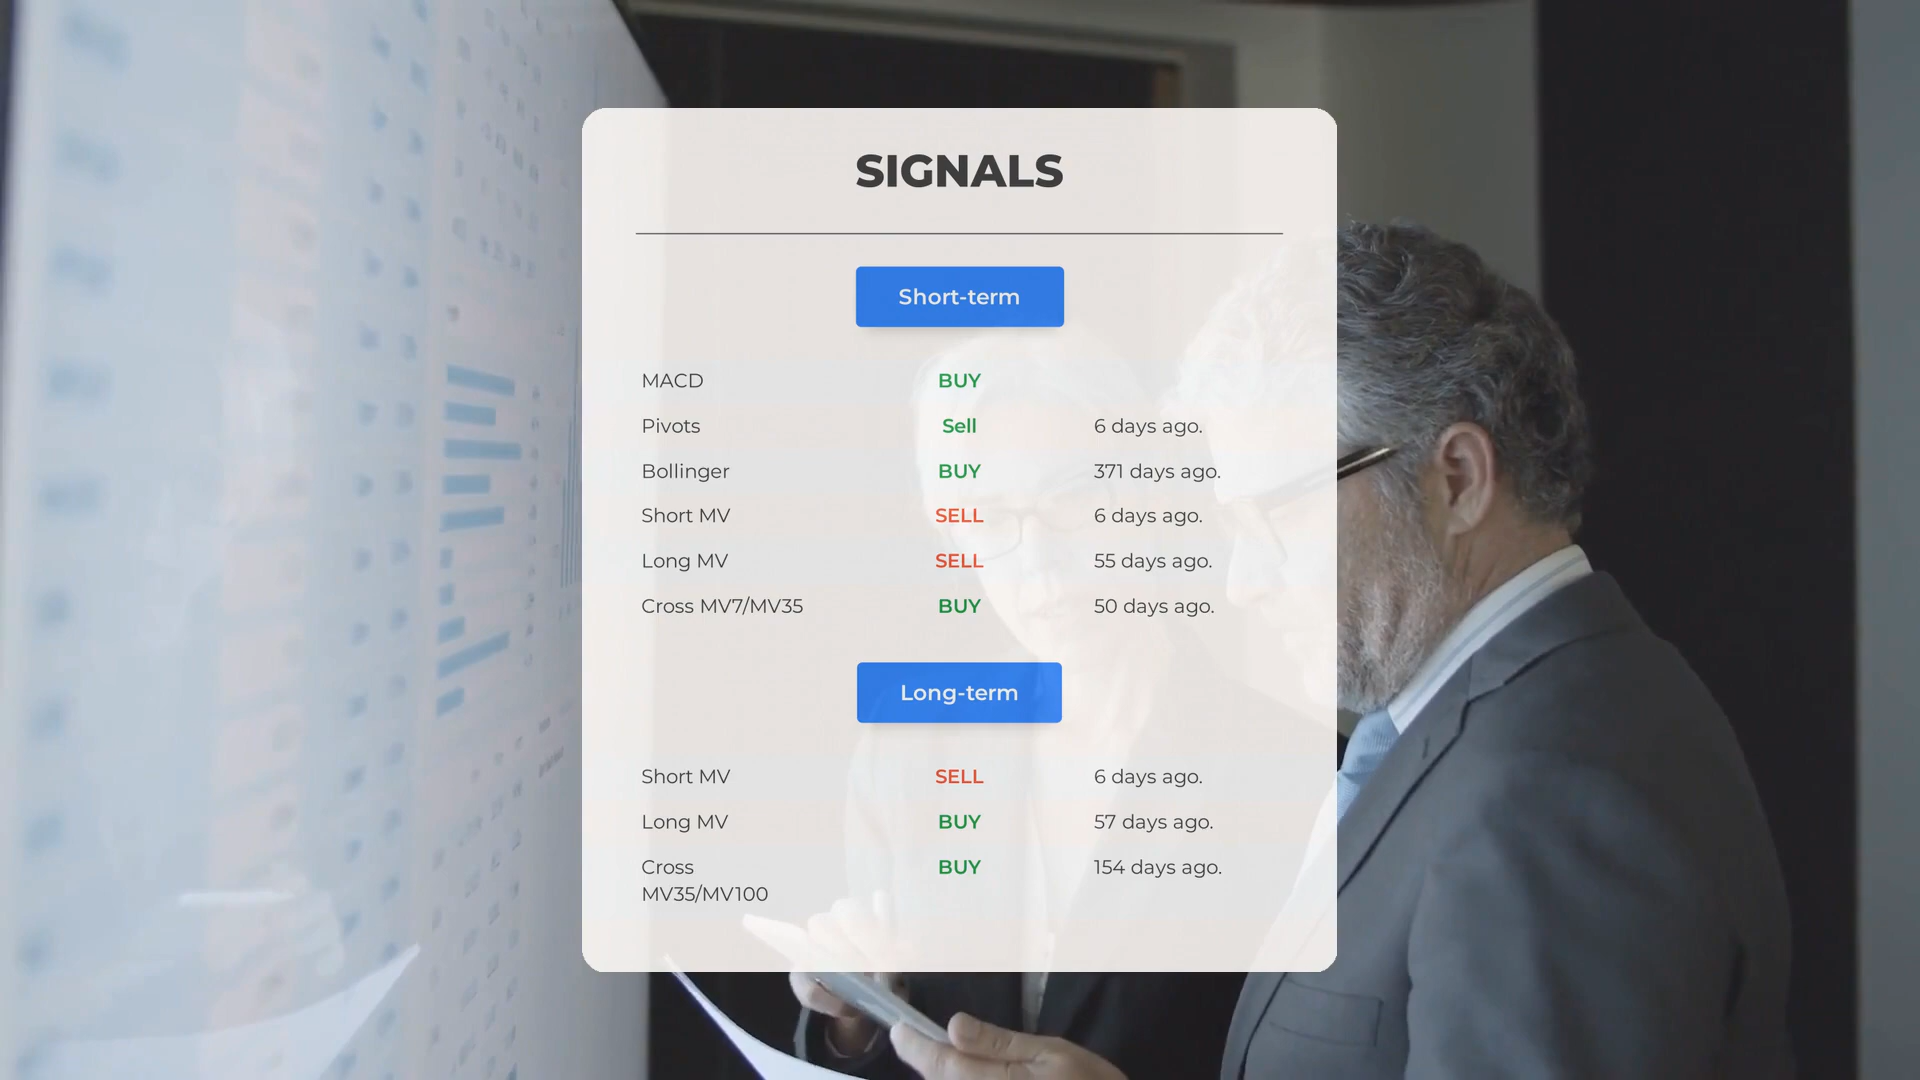 SIGNALS
Short-term
MACD BUY
Pivots Sell 6 days ago.
Bollinger BUY 371 days ago.
Short MV SELL 6 days ago.
Long MV SELL 55 days ago.
Cross MV7/MV35 BUY 50 days ago.
Long-term
Short MV SELL 6 days ago.
Long MV BUY 57 days ago.
Cross BUY 154 days ago.
MV35/MV100